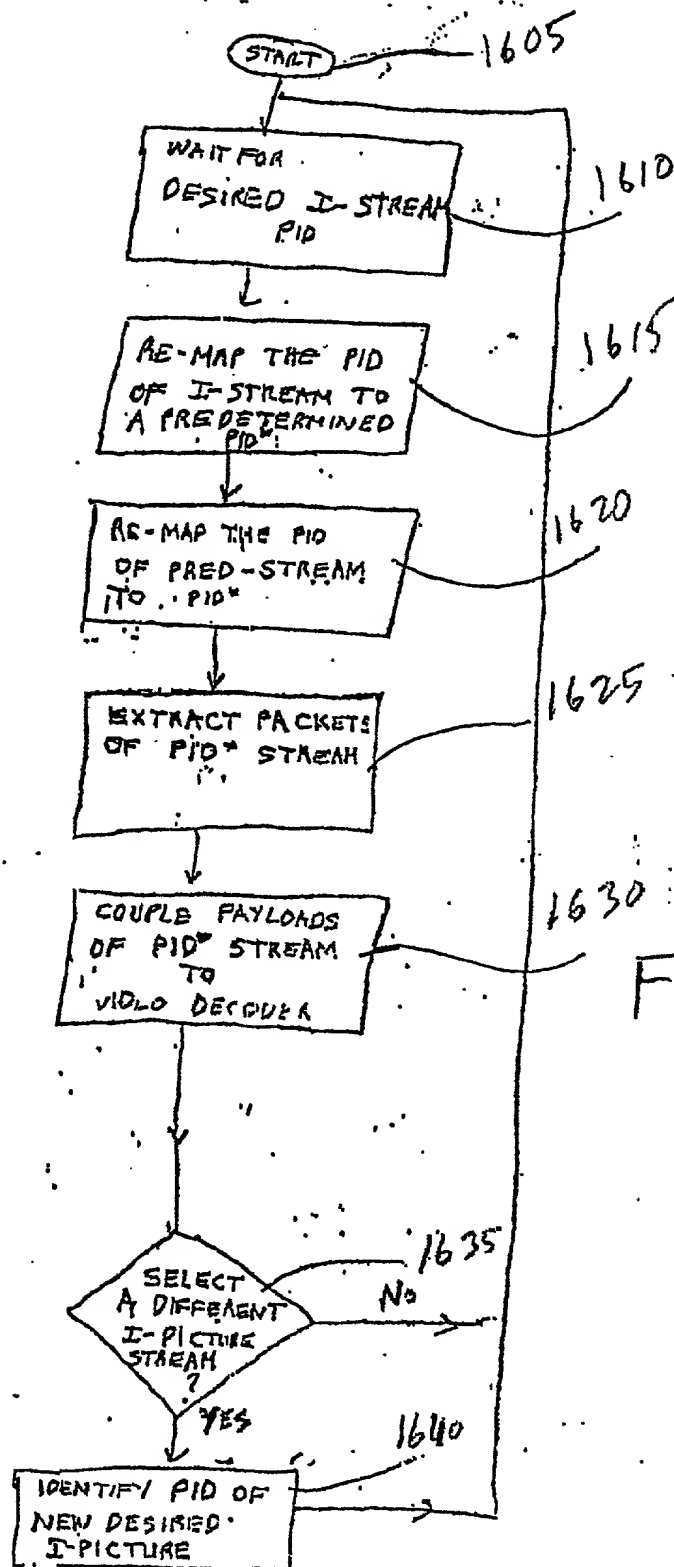 START
1605
WAIT FOR
DESIRED I-STREAM
PID
1610
RE-MAP THE PID
OF I-STREAM TO
A PREDETERMINED
PID*
1615
RE-MAP THE PID
OF PRED-STREAM
TO PID*
1620
EXTRACT PACKETS
OF PID* STREAM
1625
COUPLE PAYLOADS
OF PID* STREAM
TO
VIDEO DECODER
1630
F
SELECT
A DIFFERENT
I-PICTURE
STREAM
?
1635
NO
YES
1640
IDENTIFY PID OF
NEW DESIRED
I-PICTURE